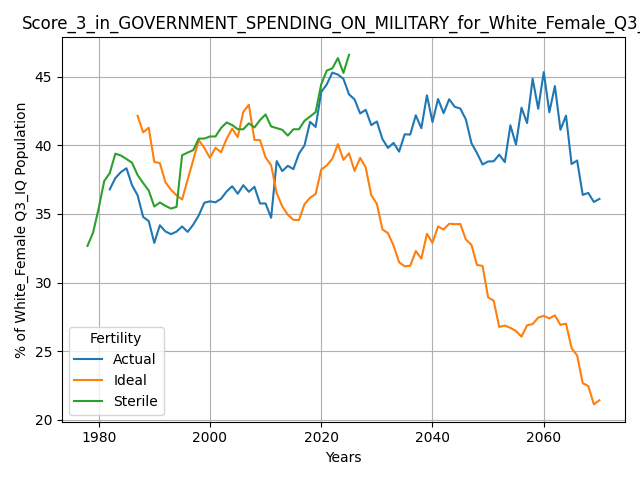 Score_3_in_GOVERNMENT_SPENDING_ON_MILITARY_for_White_Female_Q3_
% of White_Female Q3_IQ Population
45
40
35
30
25
20
Fertility
Actual
Ideal
Sterile
1980 2000 2020 2040 2060
Years